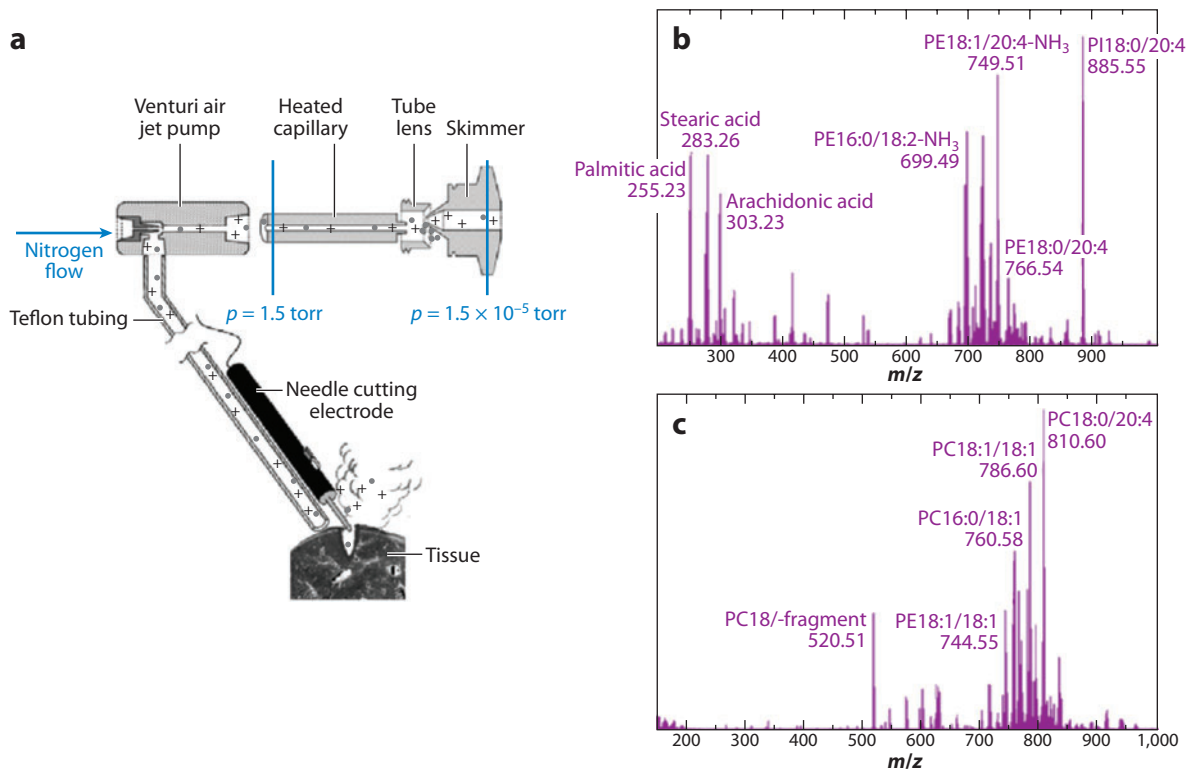 a
Venturi air
jet pump
Heated
capillary
Tube
lens
Skimmer
Nitrogen
flow
Teflon tubing
p = 1.5 torr
p = 1.5 × 10⁻⁵ torr
Needle cutting
electrode
Tissue
b
PE18:1/20:4-NH₃
749.51
PI18:0/20:4
885.55
Stearic acid
283.26
PE16:0/18:2-NH₃
699.49
Palmitic acid
255.23
Arachidonic acid
303.23
PE18:0/20:4
766.54
300 400 500 600 700 800 900
m/z
c
PC18:0/20:4
810.60
PC18:1/18:1
786.60
PC16:0/18:1
760.58
PC18/-fragment
520.51
PE18:1/18:1
744.55
200 300 400 500 600 700 800 900 1,000
m/z